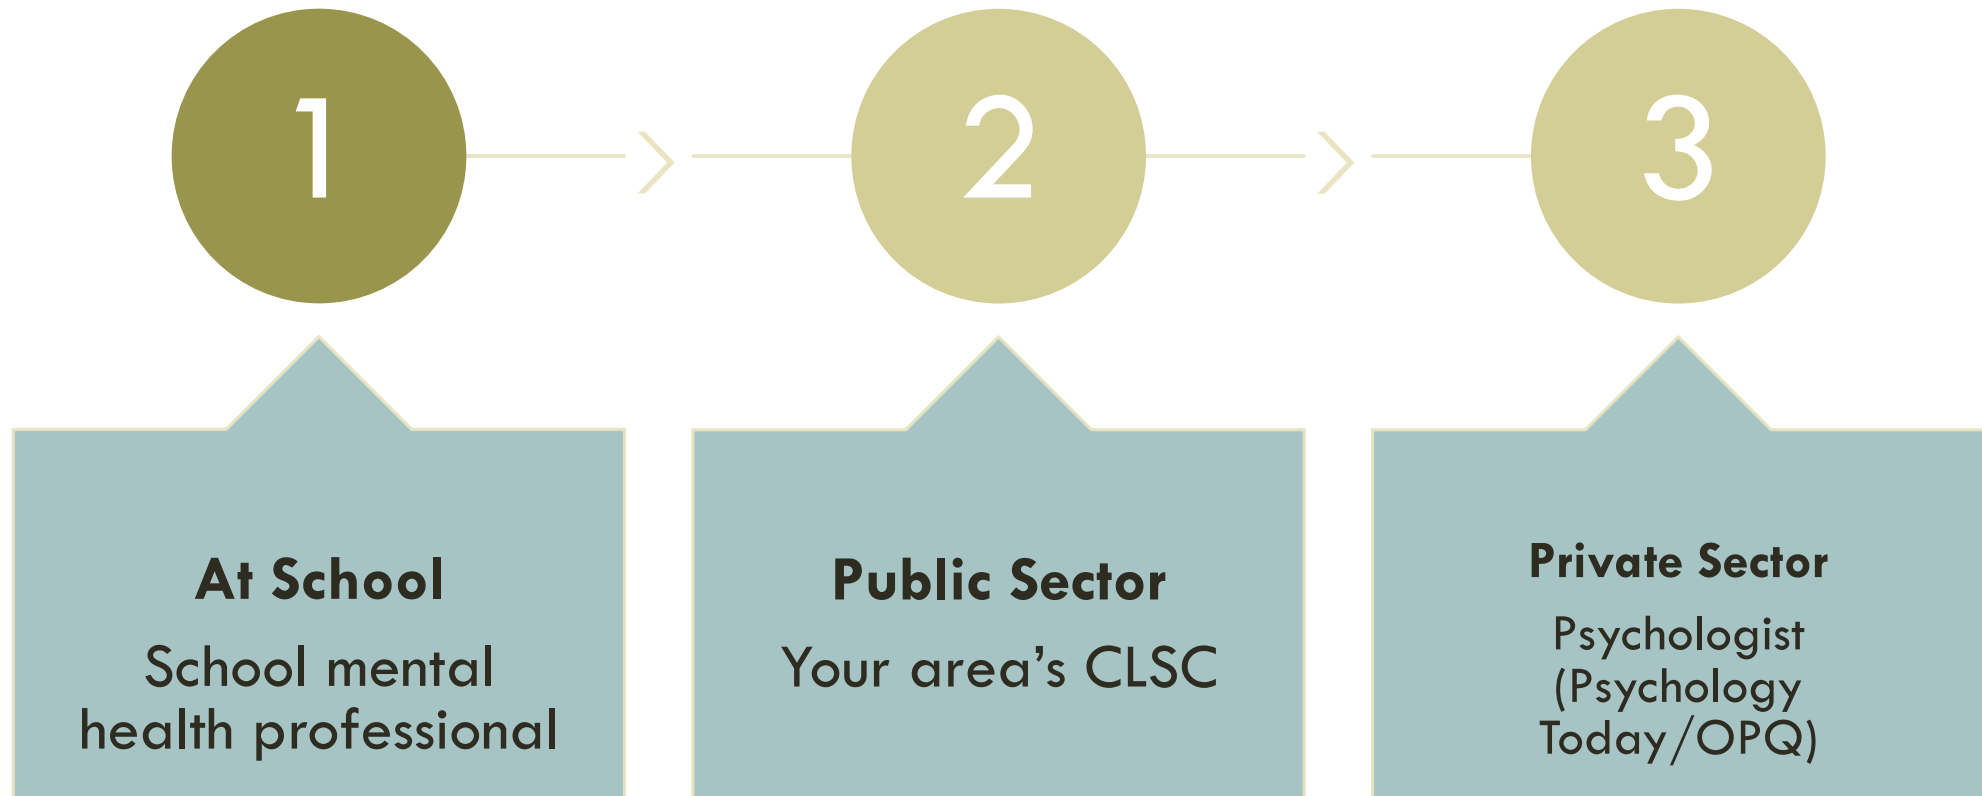 1
2
3
At School
School mental
health professional
Public Sector
Your area’s CLSC
Private Sector
Psychologist
(Psychology
Today/OPQ)